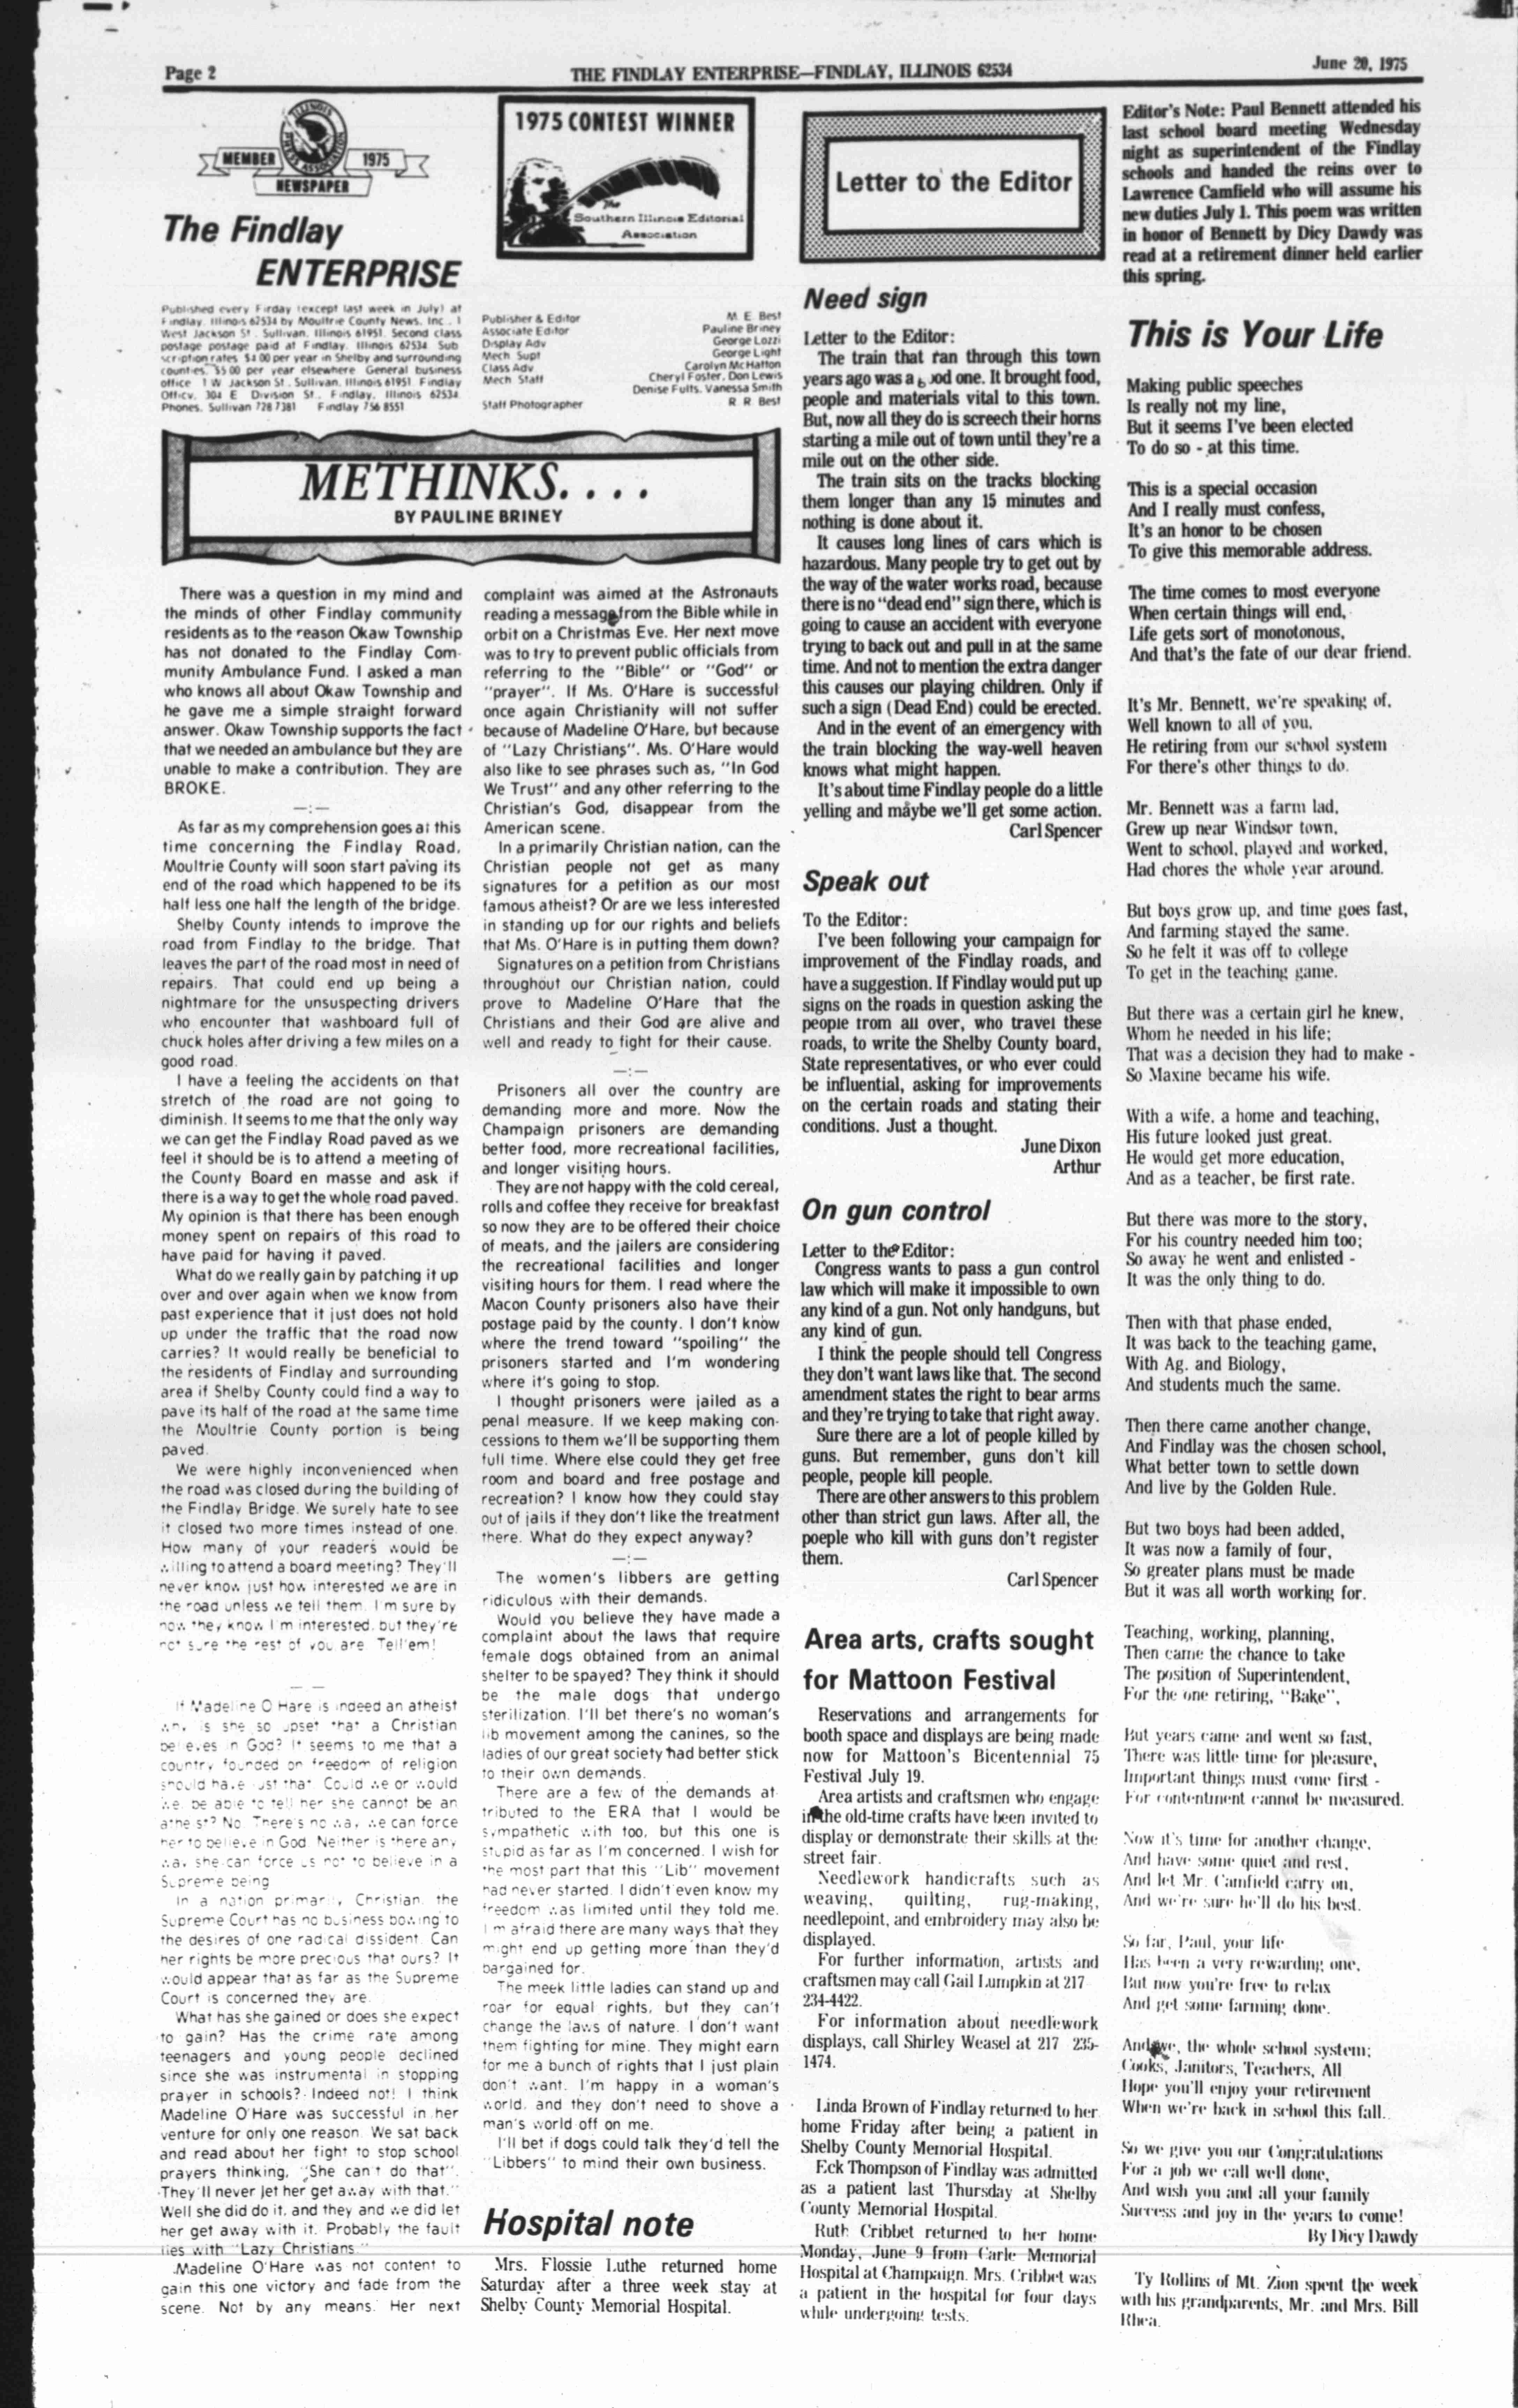 Page 2
THE FINDLAY ENTERPRISE—FINDLAY, ILLINOIS 62534
June 20, 1975
ILLINOIS
PRESS ASSOCIATION
MEMBER
1975
NEWSPAPER
The Findlay
ENTERPRISE
Published every Firday (except last week in July) at
Findlay, Illinois 62534 by Moultrie County News, Inc., 1
West Jackson St., Sullivan, Illinois 61951. Second class
postage postage paid at Findlay, Illinois 62534. Sub
scription rates $4.00 per year in Shelby and surrounding
counties. $5.00 per year elsewhere. General business
office 1 W Jackson St., Sullivan, Illinois 61951. Findlay
Officy, 304 E Division St., Findlay, Illinois 62534.
Phones, Sullivan 728 7381 Findlay 756 8551
1975 CONTEST WINNER
The
Southern Illinois Editorial
Association
Publisher & Editor M. E. Best
Associate Editor Pauline Briney
Display Adv George Lozzi
Mech Supt George Light
Class Adv Carolyn McHatton
Mech Staff Cheryl Foster, Don Lewis
Denise Fults, Vanessa Smith
Staff Photographer R. R. Best
METHINKS. . . .
BY PAULINE BRINEY
There was a question in my mind and
the minds of other Findlay community
residents as to the reason Okaw Township
has not donated to the Findlay Com-
munity Ambulance Fund. I asked a man
who knows all about Okaw Township and
he gave me a simple straight forward
answer. Okaw Township supports the fact
that we needed an ambulance but they are
unable to make a contribution. They are
BROKE.
—:—
As far as my comprehension goes at this
time concerning the Findlay Road,
Moultrie County will soon start paving its
end of the road which happened to be its
half less one half the length of the bridge.
Shelby County intends to improve the
road from Findlay to the bridge. That
leaves the part of the road most in need of
repairs. That could end up being a
nightmare for the unsuspecting drivers
who encounter that washboard full of
chuck holes after driving a few miles on a
good road.
I have a feeling the accidents on that
stretch of the road are not going to
diminish. It seems to me that the only way
we can get the Findlay Road paved as we
feel it should be is to attend a meeting of
the County Board en masse and ask if
there is a way to get the whole road paved.
My opinion is that there has been enough
money spent on repairs of this road to
have paid for having it paved.
What do we really gain by patching it up
over and over again when we know from
past experience that it just does not hold
up under the traffic that the road now
carries? It would really be beneficial to
the residents of Findlay and surrounding
area if Shelby County could find a way to
pave its half of the road at the same time
the Moultrie County portion is being
paved.
We were highly inconvenienced when
the road was closed during the building of
the Findlay Bridge. We surely hate to see
it closed two more times instead of one.
How many of your readers would be
willing to attend a board meeting? They'll
never know just how interested we are in
the road unless we tell them. I'm sure by
now they know I'm interested, but they're
not sure the rest of you are. Tell'em!
— —
If Madeline O'Hare is indeed an atheist
why is she so upset that a Christian
believes in God? It seems to me that a
country founded on freedom of religion
should have just that. Could we or would
we be able to tell her she cannot be an
atheist? No. There's no way we can force
her to believe in God. Neither is there any
way she can force us not to believe in a
Supreme being.
In a nation primarily Christian, the
Supreme Court has no business bowing to
the desires of one radical dissident. Can
her rights be more precious that ours? It
would appear that as far as the Supreme
Court is concerned they are.
What has she gained or does she expect
to gain? Has the crime rate among
teenagers and young people declined
since she was instrumental in stopping
prayer in schools? Indeed not! I think
Madeline O'Hare was successful in her
venture for only one reason. We sat back
and read about her fight to stop school
prayers thinking, "She can't do that".
"They'll never let her get away with that."
Well she did do it, and they and we did let
her get away with it. Probably the fault
lies with "Lazy Christians."
Madeline O'Hare was not content to
gain this one victory and fade from the
scene. Not by any means. Her next
complaint was aimed at the Astronauts
reading a message from the Bible while in
orbit on a Christmas Eve. Her next move
was to try to prevent public officials from
referring to the "Bible" or "God" or
"prayer". If Ms. O'Hare is successful
once again Christianity will not suffer
because of Madeline O'Hare, but because
of "Lazy Christians". Ms. O'Hare would
also like to see phrases such as, "In God
We Trust" and any other referring to the
Christian's God, disappear from the
American scene.
In a primarily Christian nation, can the
Christian people not get as many
signatures for a petition as our most
famous atheist? Or are we less interested
in standing up for our rights and beliefs
that Ms. O'Hare is in putting them down?
Signatures on a petition from Christians
throughout our Christian nation, could
prove to Madeline O'Hare that the
Christians and their God are alive and
well and ready to fight for their cause.
—:—
Prisoners all over the country are
demanding more and more. Now the
Champaign prisoners are demanding
better food, more recreational facilities,
and longer visiting hours.
They are not happy with the cold cereal,
rolls and coffee they receive for breakfast
so now they are to be offered their choice
of meats, and the jailers are considering
the recreational facilities and longer
visiting hours for them. I read where the
Macon County prisoners also have their
postage paid by the county. I don't know
where the trend toward "spoiling" the
prisoners started and I'm wondering
where it's going to stop.
I thought prisoners were jailed as a
penal measure. If we keep making con-
cessions to them we'll be supporting them
full time. Where else could they get free
room and board and free postage and
recreation? I know how they could stay
out of jails if they don't like the treatment
there. What do they expect anyway?
—:—
The women's libbers are getting
ridiculous with their demands.
Would you believe they have made a
complaint about the laws that require
female dogs obtained from an animal
shelter to be spayed? They think it should
be the male dogs that undergo
sterilization. I'll bet there's no woman's
lib movement among the canines, so the
ladies of our great society had better stick
to their own demands.
There are a few of the demands at-
tributed to the ERA that I would be
sympathetic with too, but this one is
stupid as far as I'm concerned. I wish for
the most part that this "Lib" movement
had never started. I didn't even know my
freedom was limited until they told me.
I'm afraid there are many ways that they
might end up getting more than they'd
bargained for.
The meek little ladies can stand up and
roar for equal rights, but they can't
change the laws of nature. I don't want
them fighting for mine. They might earn
for me a bunch of rights that I just plain
don't want. I'm happy in a woman's
world, and they don't need to shove a
man's world off on me.
I'll bet if dogs could talk they'd tell the
"Libbers" to mind their own business.
Hospital note
Mrs. Flossie Luthe returned home
Saturday after a three week stay at
Shelby County Memorial Hospital.
Letter to the Editor
Need sign
Letter to the Editor:
The train that ran through this town
years ago was a good one. It brought food,
people and materials vital to this town.
But, now all they do is screech their horns
starting a mile out of town until they're a
mile out on the other side.
The train sits on the tracks blocking
them longer than any 15 minutes and
nothing is done about it.
It causes long lines of cars which is
hazardous. Many people try to get out by
the way of the water works road, because
there is no "dead end" sign there, which is
going to cause an accident with everyone
trying to back out and pull in at the same
time. And not to mention the extra danger
this causes our playing children. Only if
such a sign (Dead End) could be erected.
And in the event of an emergency with
the train blocking the way-well heaven
knows what might happen.
It's about time Findlay people do a little
yelling and maybe we'll get some action.
Carl Spencer
Speak out
To the Editor:
I've been following your campaign for
improvement of the Findlay roads, and
have a suggestion. If Findlay would put up
signs on the roads in question asking the
people from all over, who travel these
roads, to write the Shelby County board,
State representatives, or who ever could
be influential, asking for improvements
on the certain roads and stating their
conditions. Just a thought.
June Dixon
Arthur
On gun control
Letter to the Editor:
Congress wants to pass a gun control
law which will make it impossible to own
any kind of a gun. Not only handguns, but
any kind of gun.
I think the people should tell Congress
they don't want laws like that. The second
amendment states the right to bear arms
and they're trying to take that right away.
Sure there are a lot of people killed by
guns. But remember, guns don't kill
people, people kill people.
There are other answers to this problem
other than strict gun laws. After all, the
poeple who kill with guns don't register
them.
Carl Spencer
Area arts, crafts sought
for Mattoon Festival
Reservations and arrangements for
booth space and displays are being made
now for Mattoon's Bicentennial 75
Festival July 19.
Area artists and craftsmen who engage
in the old-time crafts have been invited to
display or demonstrate their skills at the
street fair.
Needlework handicrafts such as
weaving, quilting, rug-making,
needlepoint, and embroidery may also be
displayed.
For further information, artists and
craftsmen may call Gail Lumpkin at 217
234-4422.
For information about needlework
displays, call Shirley Weasel at 217 235-
1474.
Linda Brown of Findlay returned to her
home Friday after being a patient in
Shelby County Memorial Hospital.
Eck Thompson of Findlay was admitted
as a patient last Thursday at Shelby
County Memorial Hospital.
Ruth Cribbet returned to her home
Monday, June 9 from Carle Memorial
Hospital at Champaign. Mrs. Cribbet was
a patient in the hospital for four days
while undergoing tests.
Editor's Note: Paul Bennett attended his
last school board meeting Wednesday
night as superintendent of the Findlay
schools and handed the reins over to
Lawrence Camfield who will assume his
new duties July 1. This poem was written
in honor of Bennett by Dicy Dawdy was
read at a retirement dinner held earlier
this spring.
This is Your Life
Making public speeches
Is really not my line,
But it seems I've been elected
To do so - at this time.
This is a special occasion
And I really must confess,
It's an honor to be chosen
To give this memorable address.
The time comes to most everyone
When certain things will end,
Life gets sort of monotonous,
And that's the fate of our dear friend.
It's Mr. Bennett, we're speaking of,
Well known to all of you,
He retiring from our school system
For there's other things to do.
Mr. Bennett was a farm lad,
Grew up near Windsor town,
Went to school, played and worked,
Had chores the whole year around.
But boys grow up, and time goes fast,
And farming stayed the same.
So he felt it was off to college
To get in the teaching game.
But there was a certain girl he knew,
Whom he needed in his life;
That was a decision they had to make -
So Maxine became his wife.
With a wife, a home and teaching,
His future looked just great.
He would get more education,
And as a teacher, be first rate.
But there was more to the story,
For his country needed him too;
So away he went and enlisted -
It was the only thing to do.
Then with that phase ended,
It was back to the teaching game,
With Ag. and Biology,
And students much the same.
Then there came another change,
And Findlay was the chosen school,
What better town to settle down
And live by the Golden Rule.
But two boys had been added,
It was now a family of four,
So greater plans must be made
But it was all worth working for.
Teaching, working, planning,
Then came the chance to take
The position of Superintendent,
For the one retiring, "Bake",
But years came and went so fast,
There was little time for pleasure,
Important things must come first -
For contentment cannot be measured.
Now it's time for another change,
And have some quiet and rest,
And let Mr. Camfield carry on,
And we're sure he'll do his best.
So far, Paul, your life
Has been a very rewarding one,
But now you're free to relax
And get some farming done.
And we, the whole school system;
Cooks, Janitors, Teachers, All
Hope you'll enjoy your retirement
When we're back in school this fall.
So we give you our Congratulations
For a job we call well done,
And wish you and all your family
Success and joy in the years to come!
By Dicy Dawdy
Ty Rollins of Mt. Zion spent the week
with his grandparents, Mr. and Mrs. Bill
Rhea.